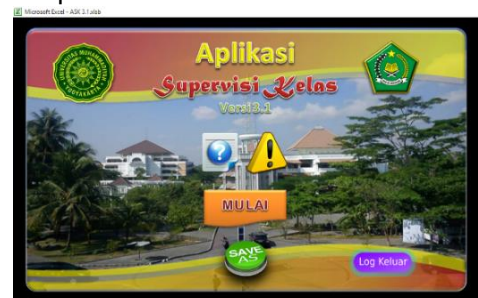 Microsoft Excel - ASK 3.1.xlsb
Aplikasi
Supervisi Kelas
Versi 3.1
MULAI
SAVE
AS
Log Keluar